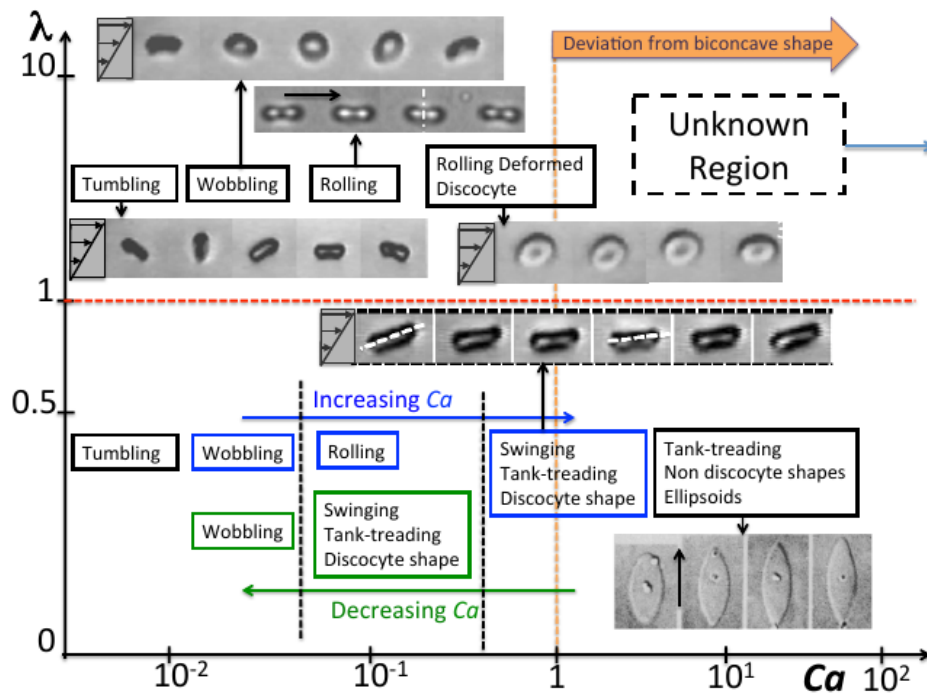 λ
Deviation from biconcave shape
10
Unknown
Region
Rolling Deformed
Discocyte
Tumbling
Wobbling
Rolling
1
0.5
Increasing Ca
Tumbling
Wobbling
Rolling
Swinging
Tank-treading
Discocyte shape
Tank-treading
Non discocyte shapes
Ellipsoids
Wobbling
Swinging
Tank-treading
Discocyte shape
Decreasing Ca
0
10⁻²
10⁻¹
1
10¹
Ca
10²